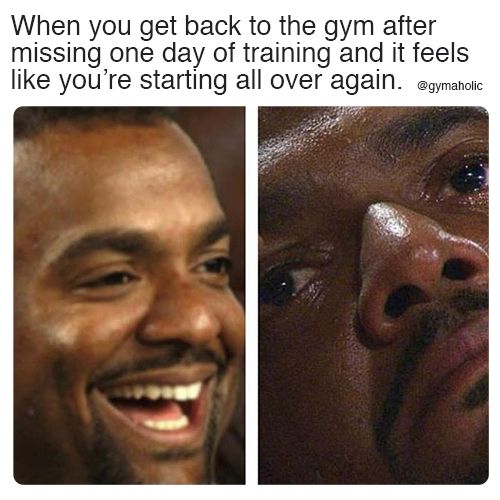 When you get back to the gym after
missing one day of training and it feels
like you’re starting all over again. @gymaholic